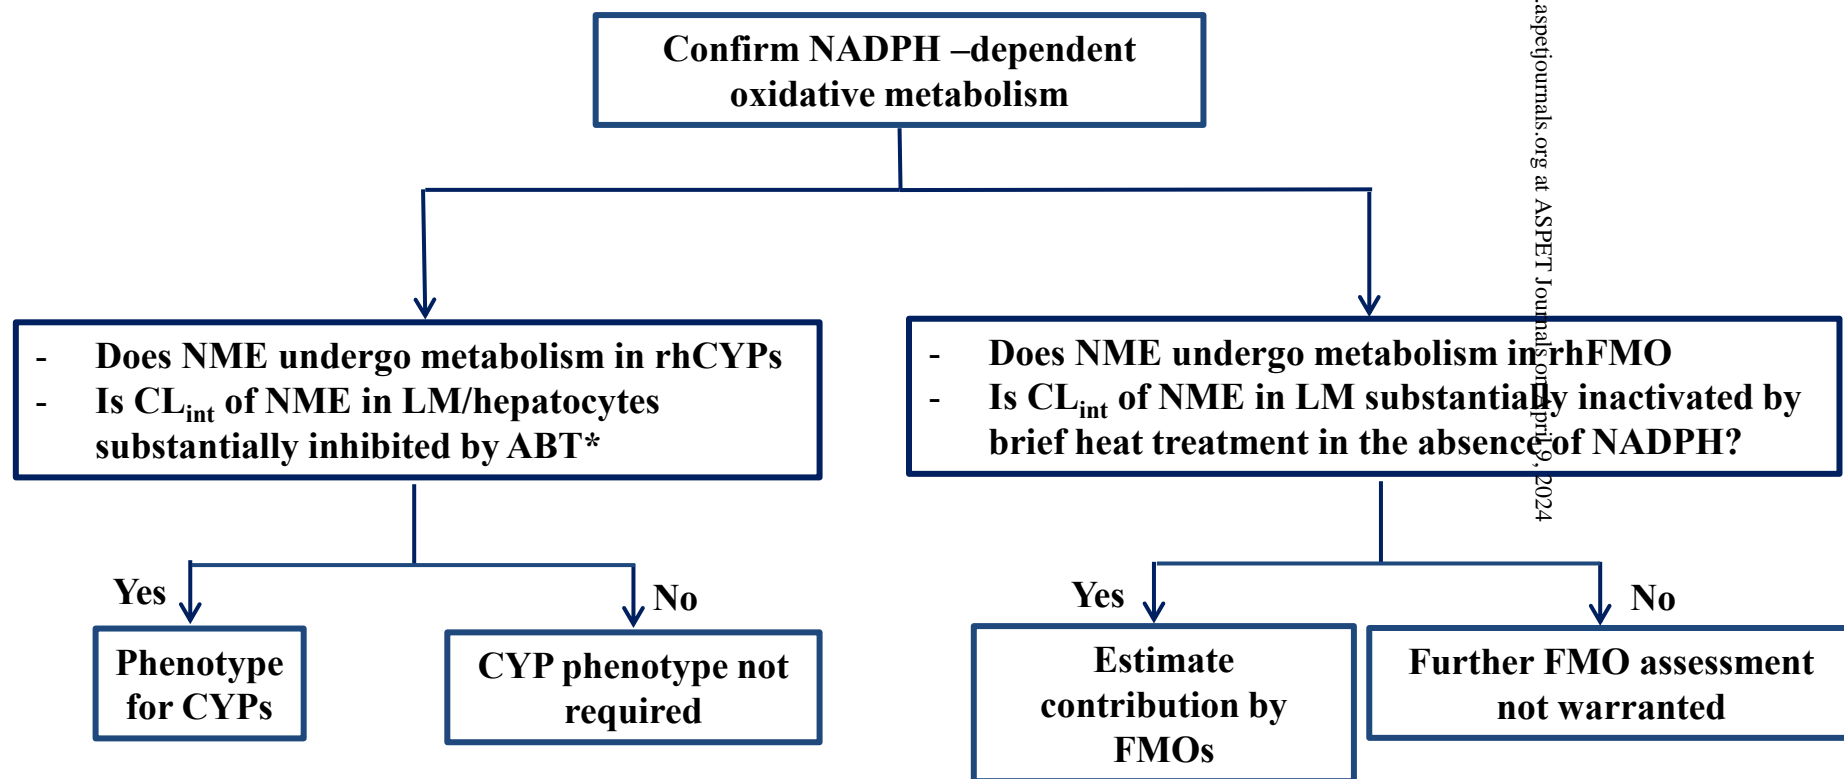 Confirm NADPH –dependent
oxidative metabolism
.aspetjournals.org at ASPET Journals on April 9, 2024
- Does NME undergo metabolism in rhCYPs
- Is CLint of NME in LM/hepatocytes
substantially inhibited by ABT*
- Does NME undergo metabolism in rhFMO
- Is CLint of NME in LM substantially inactivated by
brief heat treatment in the absence of NADPH?
Yes
No
Yes
No
Phenotype
for CYPs
CYP phenotype not
required
Estimate
contribution by
FMOs
Further FMO assessment
not warranted